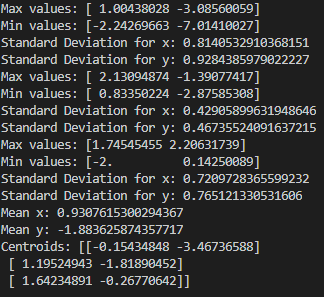 Max values: [ 1.00438028 -3.08560059]
Min values: [-2.24269663 -7.01410027]
Standard Deviation for x: 0.8140532910368151
Standard Deviation for y: 0.9284385979022227
Max values: [ 2.13094874 -1.39077417]
Min values: [ 0.83350224 -2.87585308]
Standard Deviation for x: 0.42905899631948646
Standard Deviation for y: 0.46735524091637215
Max values: [1.74545455 2.20631739]
Min values: [-2.          0.14250089]
Standard Deviation for x: 0.7209728365599232
Standard Deviation for y: 0.765121330531606
Mean x: 0.9307615300294367
Mean y: -1.883625874357717
Centroids: [[-0.15434848 -3.46736588]
 [ 1.19524943 -1.81890452]
 [ 1.64234891 -0.26770642]]